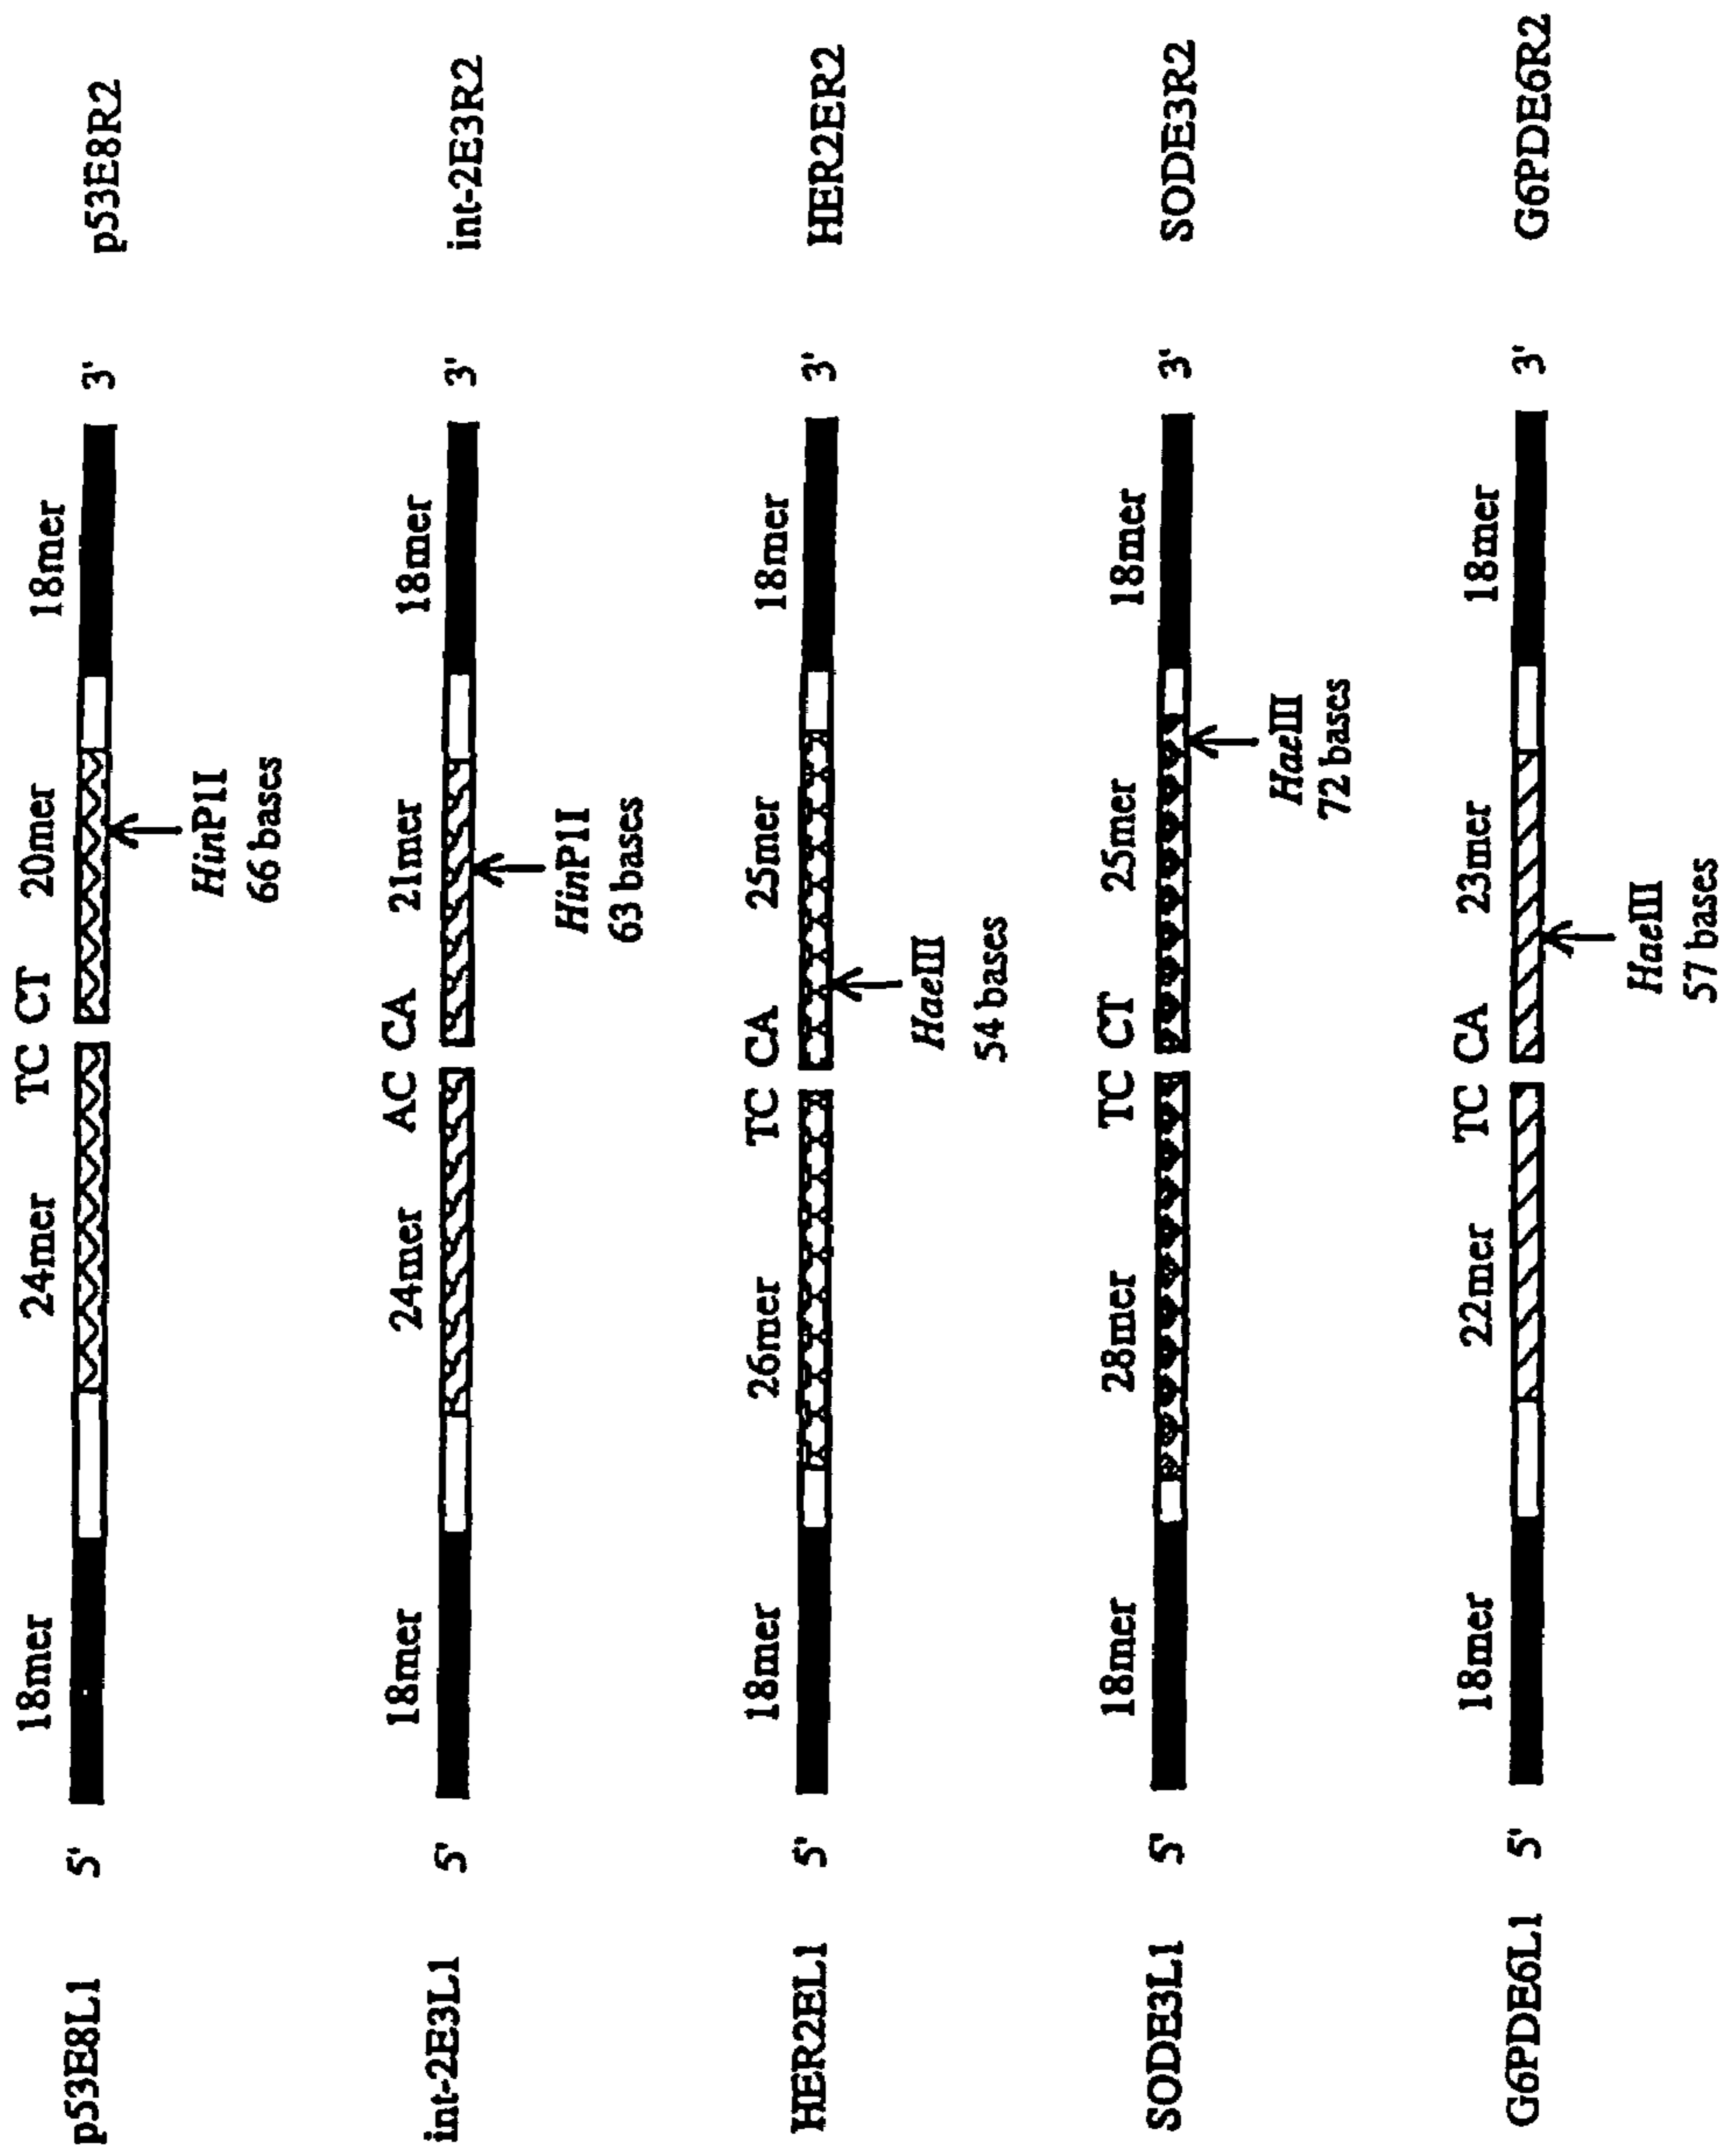 18mer 24mer TC CT 20mer 18mer
p53E8L1 5' 3' p53E8R2
HinP1I
66 bases
18mer 24mer AC CA 21mer 18mer
int-2E3L1 5' 3' int-2E3R2
HinP1I
63 bases
18mer 26mer TC CA 25mer 18mer
HER2EL1 5' 3' HER2ER2
HaeIII
54 bases
18mer 28mer TC CT 25mer 18mer
SODE3L1 5' 3' SODE3R2
HaeIII
72 bases
18mer 22mer TC CA 23mer 18mer
G6PDE6L1 5' 3' G6PDE6R2
HaeIII
57 bases